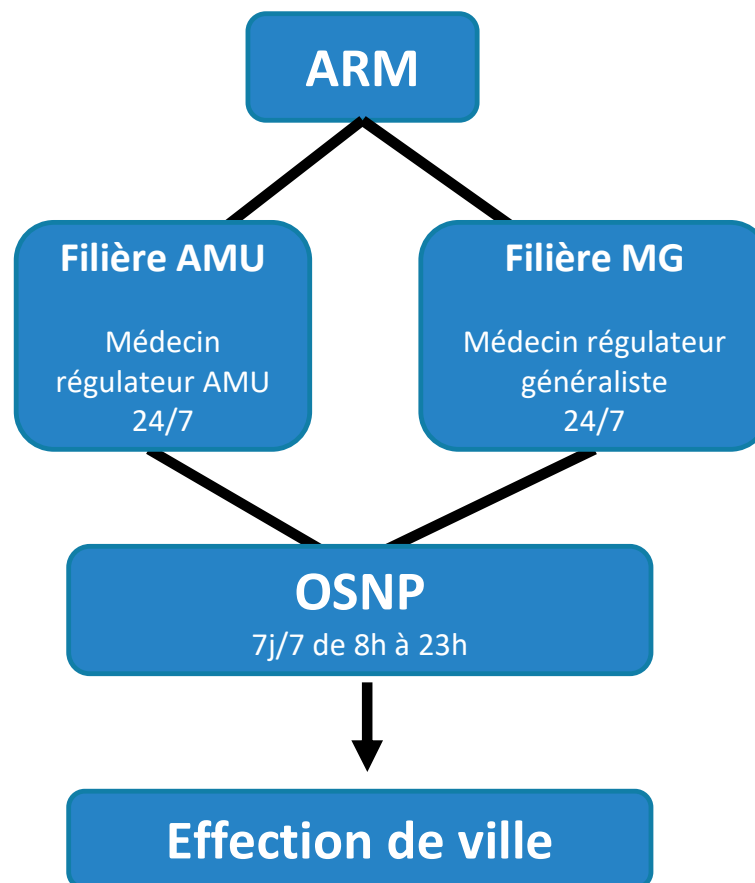 ARM
Filière AMU
Médecin
régulateur AMU
24/7
Filière MG
Médecin régulateur
généraliste
24/7
OSNP
7j/7 de 8h à 23h
Effection de ville